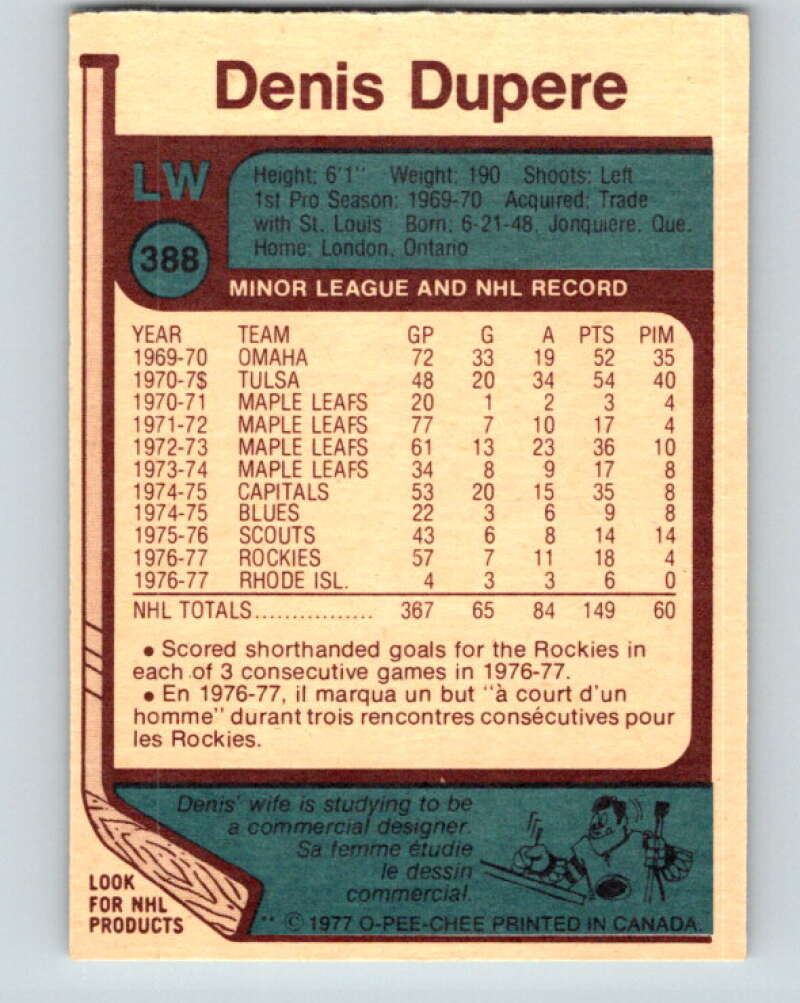 Denis Dupere
LW
388
Height: 6'1" Weight: 190 Shoots: Left
1st Pro Season: 1969-70 Acquired: Trade
with St. Louis Born: 6-21-48, Jonquiere, Que.
Home: London, Ontario
MINOR LEAGUE AND NHL RECORD
YEAR TEAM GP G A PTS PIM
1969-70 OMAHA 72 33 19 52 35
1970-7$ TULSA 48 20 34 54 40
1970-71 MAPLE LEAFS 20 1 2 3 4
1971-72 MAPLE LEAFS 77 7 10 17 4
1972-73 MAPLE LEAFS 61 13 23 36 10
1973-74 MAPLE LEAFS 34 8 9 17 8
1974-75 CAPITALS 53 20 15 35 8
1974-75 BLUES 22 3 6 9 8
1975-76 SCOUTS 43 6 8 14 14
1976-77 ROCKIES 57 7 11 18 4
1976-77 RHODE ISL. 4 3 3 6 0
NHL TOTALS................ 367 65 84 149 60
• Scored shorthanded goals for the Rockies in
each of 3 consecutive games in 1976-77.
• En 1976-77, il marqua un but "à court d'un
homme" durant trois rencontres consécutives pour
les Rockies.
Denis' wife is studying to be
a commercial designer.
Sa femme étudie
le dessin
commercial.
LOOK
FOR NHL
PRODUCTS
** © 1977 O-PEE-CHEE PRINTED IN CANADA.